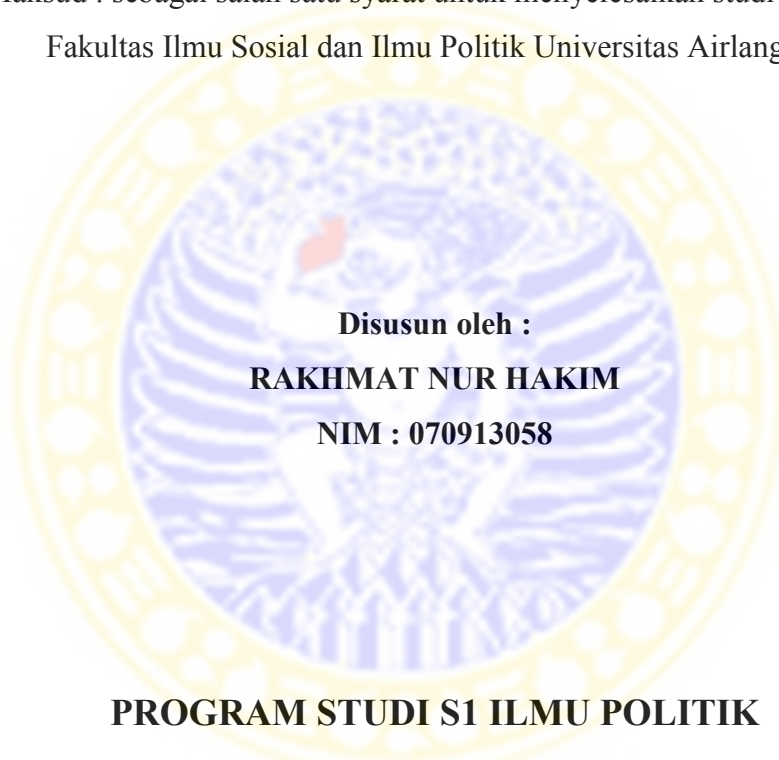 sebagai salah satu syarat untuk menyelesaikan studi
Fakultas Ilmu Sosial dan Ilmu Politik Universitas
Disusun oleh :
RAKHMAT NUR HAKIM
NIM : 070913058
PROGRAM STUDI S1 ILMU POLITIK